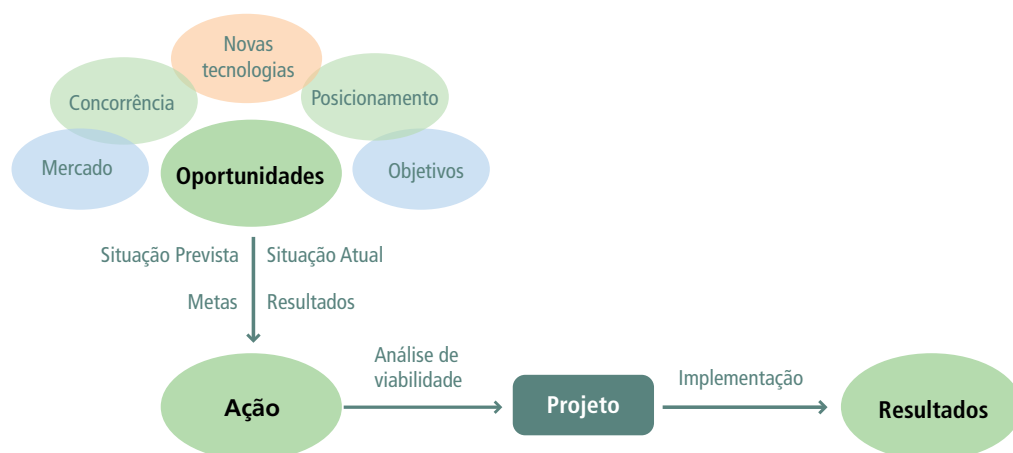 Novas
tecnologias
Concorrência
Posicionamento
Mercado
Oportunidades
Objetivos
Situação Prevista
Situação Atual
Metas
Resultados
Análise de
viabilidade
Implementação
Ação
Projeto
Resultados